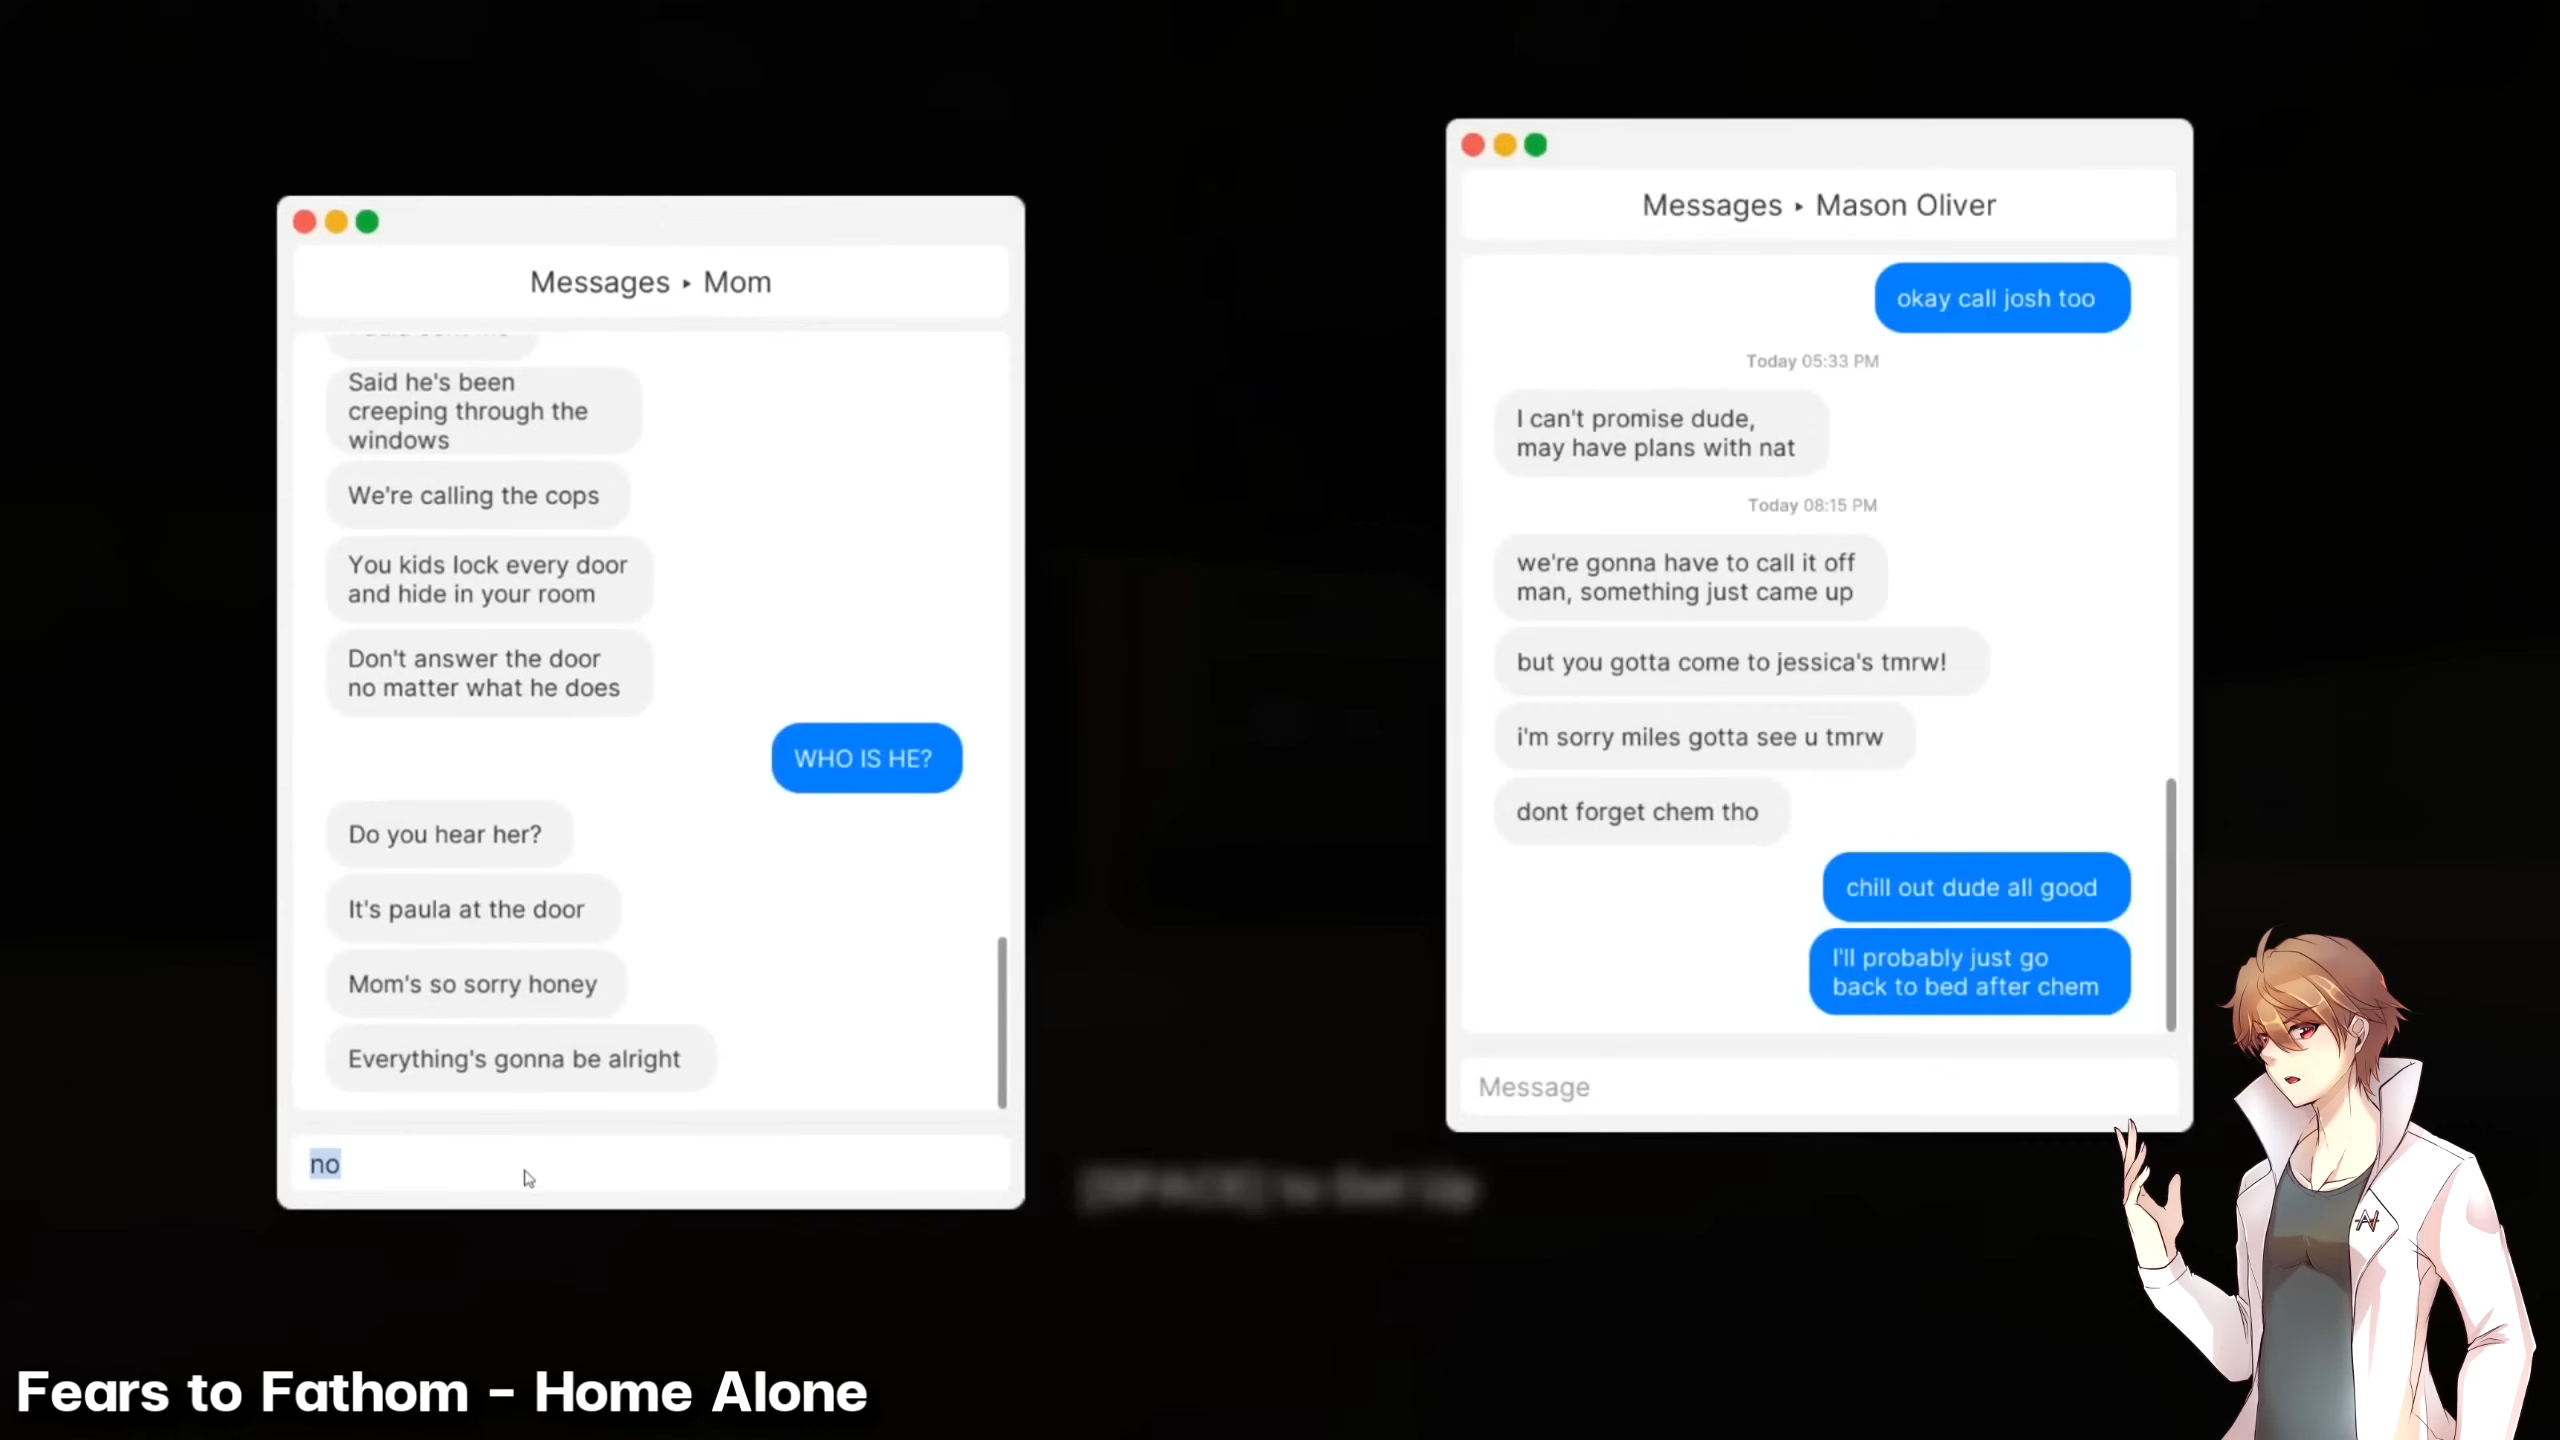 Messages ▸ Mom
Said he's been
creeping through the
windows
We're calling the cops
You kids lock every door
and hide in your room
Don't answer the door
no matter what he does
WHO IS HE?
Do you hear her?
It's paula at the door
Mom's so sorry honey
Everything's gonna be alright
no
Messages ▸ Mason Oliver
okay call josh too
Today 05:33 PM
I can't promise dude,
may have plans with nat
Today 08:15 PM
we're gonna have to call it off
man, something just came up
but you gotta come to jessica's tmrw!
i'm sorry miles gotta see u tmrw
dont forget chem tho
chill out dude all good
I'll probably just go
back to bed after chem
Message
[SPACE] to Get Up
Fears to Fathom - Home Alone